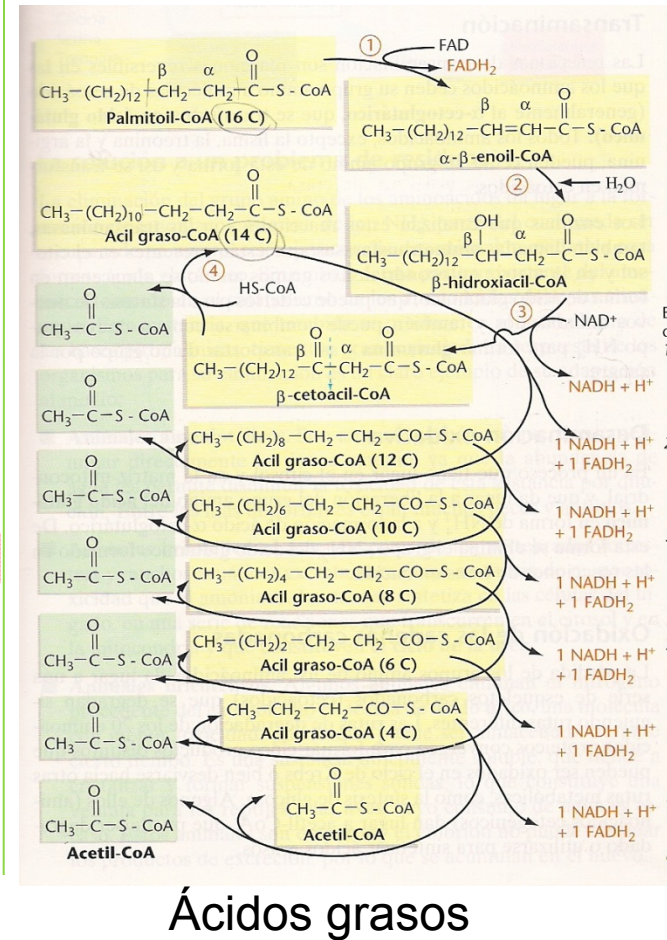 O
β α ||
CH₃—(CH₂)₁₂—CH₂—CH₂—C—S - CoA
Palmitoil-CoA (16 C)
1
FAD
FADH₂
β α O
||
CH₃—(CH₂)₁₂—CH=CH—C—S - CoA
α-β-enoil-CoA
2
H₂O
O
||
CH₃—(CH₂)₁₀—CH₂—CH₂—C—S - CoA
Acil graso-CoA (14 C)
OH O
β | α ||
CH₃—(CH₂)₁₂—CH—CH₂—C—S - CoA
β-hidroxiacil-CoA
4
HS-CoA
3
NAD⁺
NADH + H⁺
O
||
CH₃—C—S - CoA
β O α O
|| ||
CH₃—(CH₂)₁₂—C—CH₂—C—S - CoA
β-cetoacil-CoA
O
||
CH₃—C—S - CoA
CH₃—(CH₂)₈—CH₂—CH₂—CO—S - CoA
Acil graso-CoA (12 C)
1 NADH + H⁺
+ 1 FADH₂
O
||
CH₃—C—S - CoA
CH₃—(CH₂)₆—CH₂—CH₂—CO—S - CoA
Acil graso-CoA (10 C)
1 NADH + H⁺
+ 1 FADH₂
O
||
CH₃—C—S - CoA
CH₃—(CH₂)₄—CH₂—CH₂—CO—S - CoA
Acil graso-CoA (8 C)
1 NADH + H⁺
+ 1 FADH₂
O
||
CH₃—C—S - CoA
CH₃—(CH₂)₂—CH₂—CH₂—CO—S - CoA
Acil graso-CoA (6 C)
1 NADH + H⁺
+ 1 FADH₂
O
||
CH₃—C—S - CoA
CH₃—CH₂—CH₂—CO—S - CoA
Acil graso-CoA (4 C)
1 NADH + H⁺
+ 1 FADH₂
O
||
CH₃—C—S - CoA
Acetil-CoA
O
||
CH₃—C—S - CoA
Acetil-CoA
1 NADH + H⁺
+ 1 FADH₂
Ácidos grasos